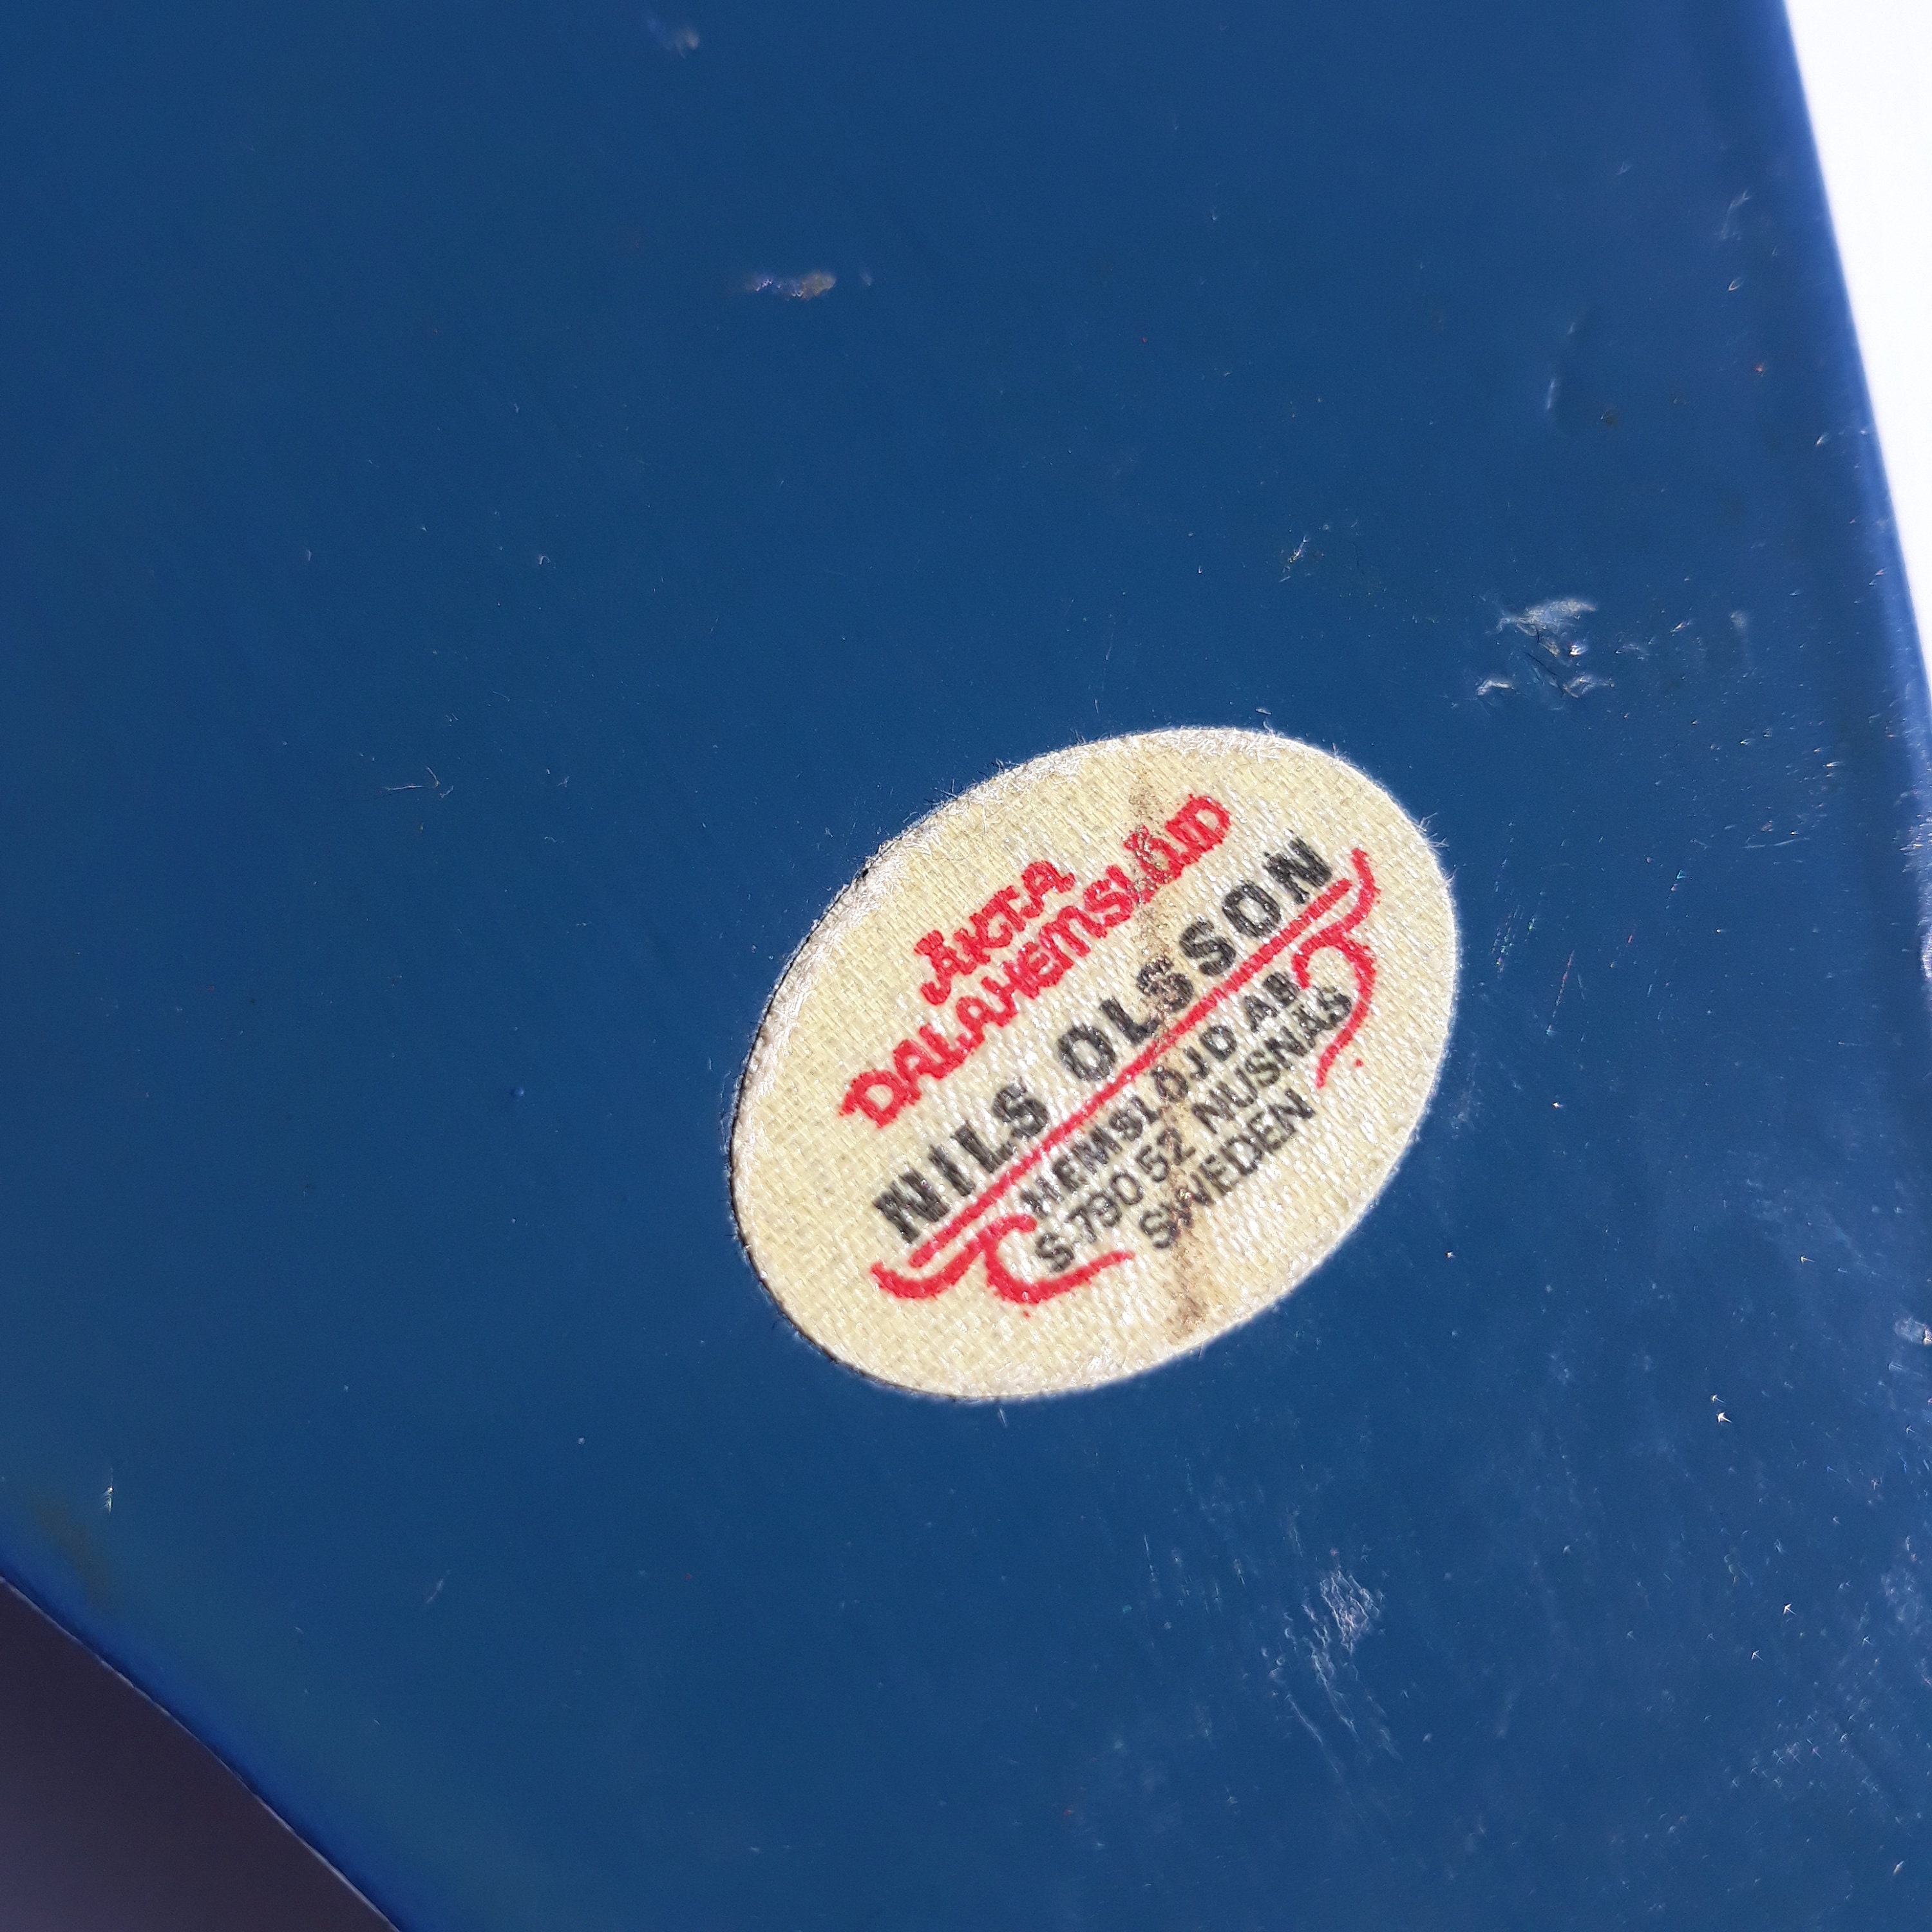 ÄKTA
DALAHEMSLÖJD
NILS OLSSON
HEMSLÖJD AB
S-790 52 NUSNÄS
SWEDEN